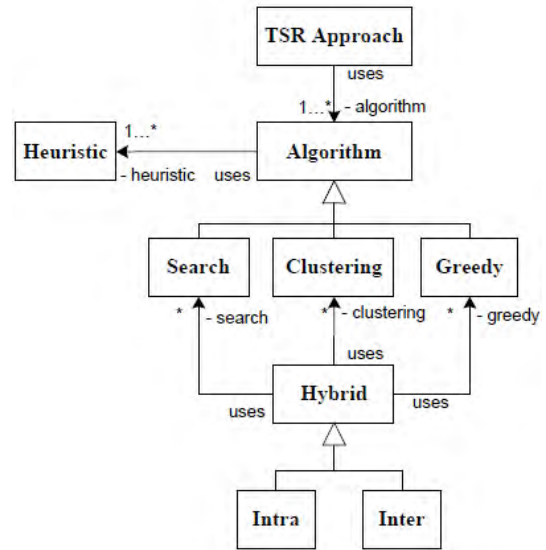 TSR Approach
uses
1...* - algorithm
1...*
Heuristic
Algorithm
- heuristic uses
Search
Clustering
Greedy
* - search
* - clustering
* - greedy
uses
Hybrid
uses
uses
Intra
Inter